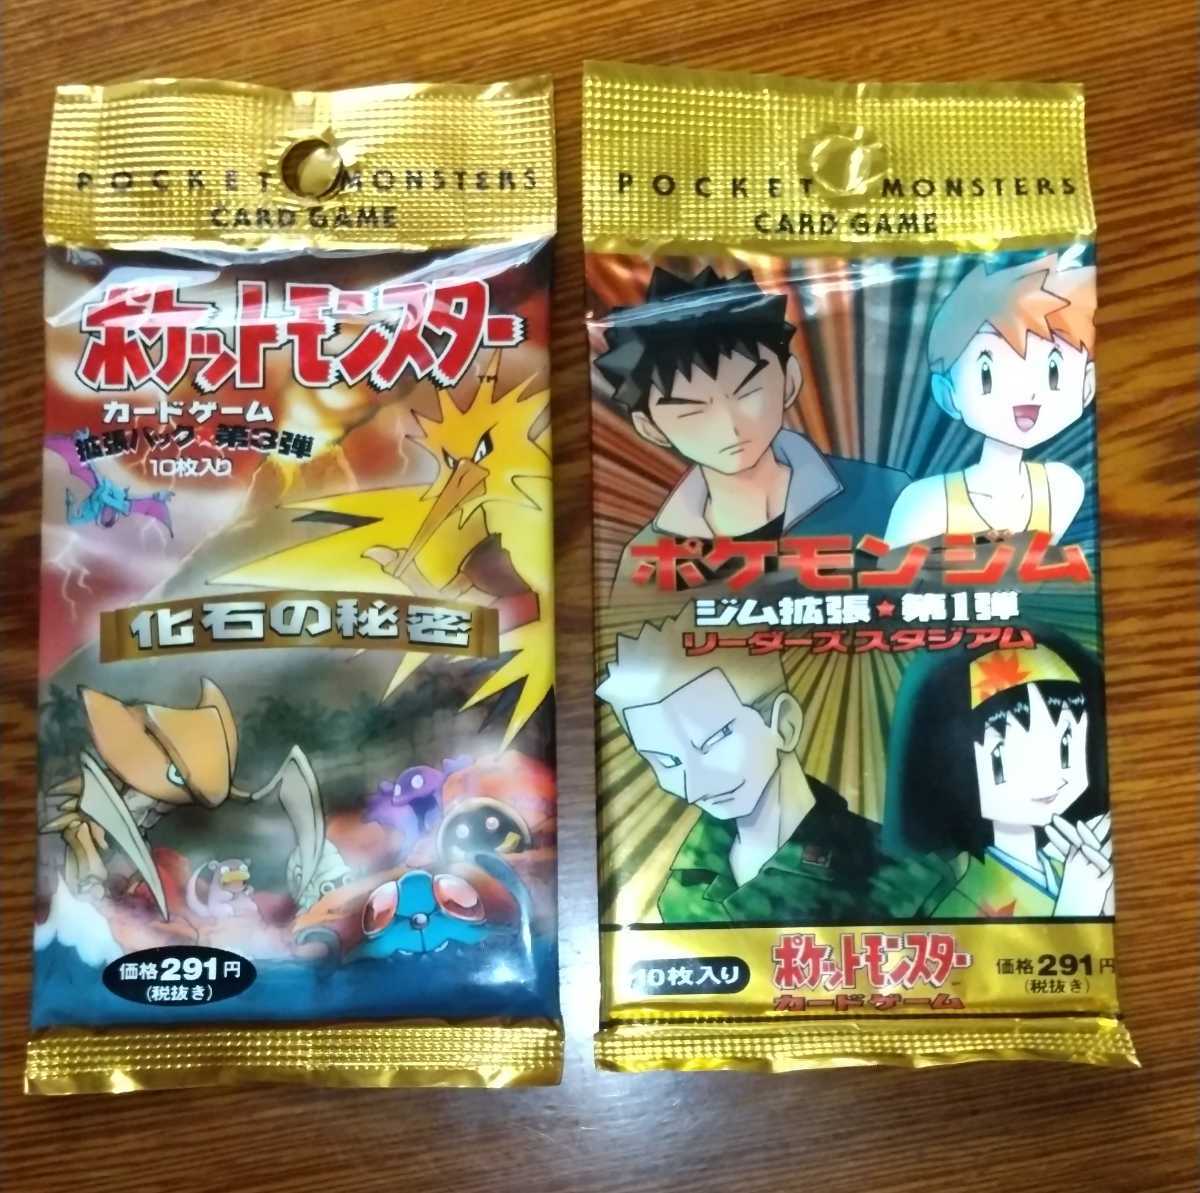 POCKET MONSTERS
CARD GAME
ポケットモンスター
TM
カードゲーム
拡張パック★第3弾
10枚入り
化石の秘密
価格291円
(税抜き)
POCKET MONSTERS
CARD GAME
ポケモンジム
ジム拡張★第1弾
リーダーズスタジアム
10枚入り
ポケットモンスター
カードゲーム
価格291円
(税抜き)